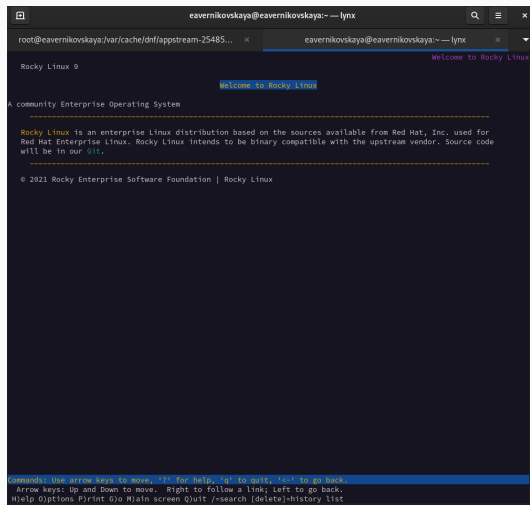 eavernikovskaya@eavernikovskaya:~ — lynx
root@eavernikovskaya:/var/cache/dnf/appstream-25485...
eavernikovskaya@eavernikovskaya:~ — lynx
Welcome to Rocky Linux
Rocky Linux 9
Welcome to Rocky Linux
A community Enterprise Operating System
Rocky Linux is an enterprise Linux distribution based on the sources available from Red Hat, Inc. used for
Red Hat Enterprise Linux. Rocky Linux intends to be binary compatible with the upstream vendor. Source code
will be in our Git.
© 2021 Rocky Enterprise Software Foundation | Rocky Linux
Commands: Use arrow keys to move, '?' for help, 'q' to quit, '<-' to go back.
Arrow keys: Up and Down to move. Right to follow a link; Left to go back.
H)elp O)ptions P)rint G)o M)ain screen Q)uit /=search [delete]=history list